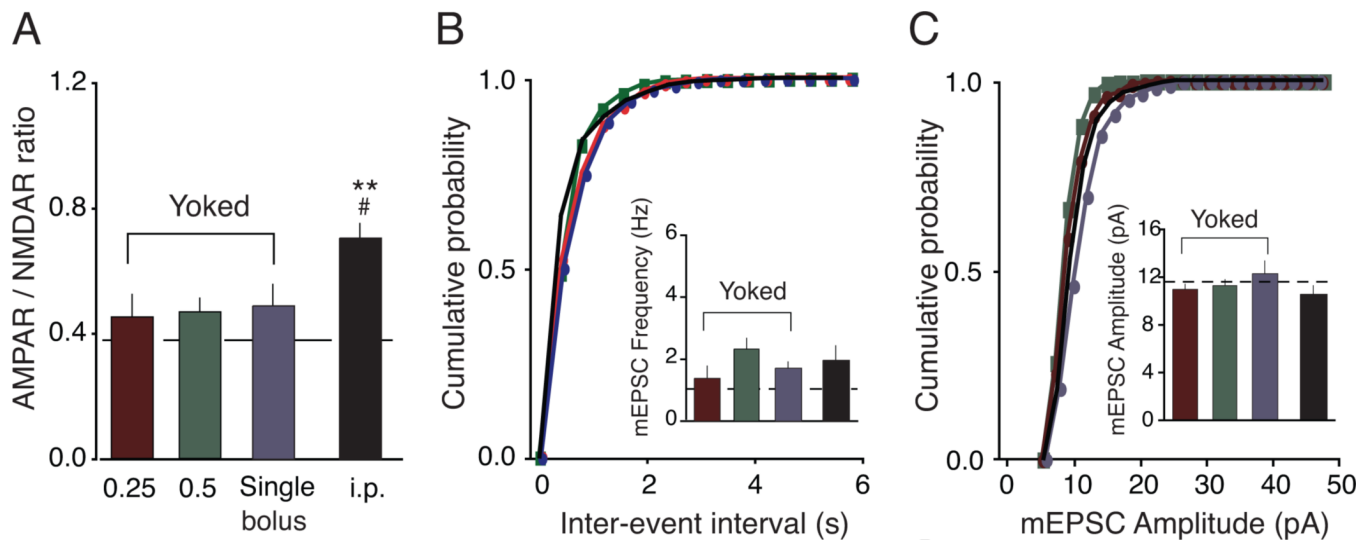 A
AMPAR / NMDAR ratio
1.2
0.8
0.4
0.0
Yoked
**
#
0.25 0.5 Single i.p.
bolus
B
Cumulative probability
1.0
0.5
0.0
0 2 4 6
Inter-event interval (s)
mEPSC Frequency (Hz)
6
4
2
0
Yoked
C
Cumulative probability
1.0
0.5
0.0
0 10 20 30 40 50
mEPSC Amplitude (pA)
mEPSC Amplitude (pA)
16
12
8
4
0
Yoked